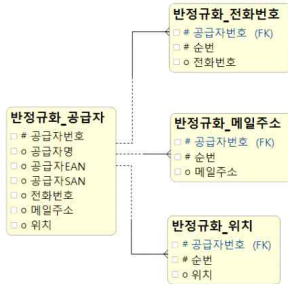 반정규화_전화번호
# 공급자번호 (FK)
# 순번
o 전화번호
반정규화_공급자
# 공급자번호
o 공급자명
o 공급자EAN
o 공급자SAN
o 전화번호
o 메일주소
o 위치
반정규화_메일주소
# 공급자번호 (FK)
# 순번
o 메일주소
반정규화_위치
# 공급자번호 (FK)
# 순번
o 위치